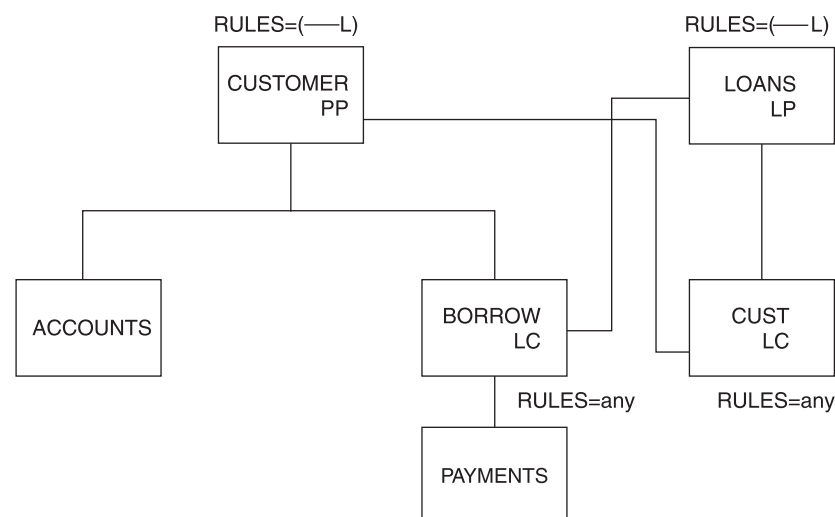 RULES=(——L)
RULES=(——L)
CUSTOMER
PP
LOANS
LP
ACCOUNTS
BORROW
LC
CUST
LC
RULES=any
RULES=any
PAYMENTS